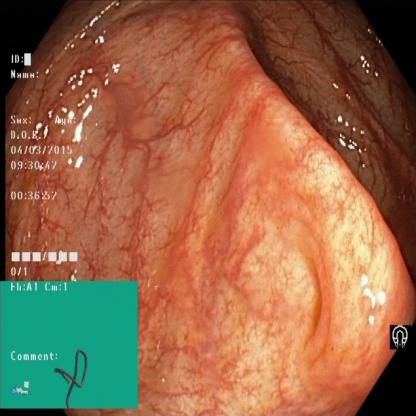 ID:
Name:
Sex: Age:
D.O.B.:
04/03/2015
09:30:47
00:36:57
0/1
Eh:A1 Cm:1
Comment: